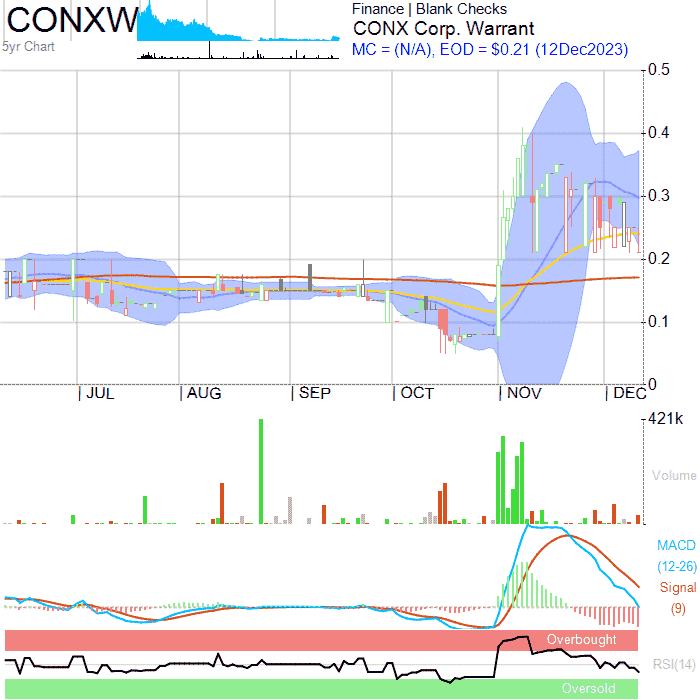 CONXW
5yr Chart
Finance | Blank Checks
CONX Corp. Warrant
MC = (N/A), EOD = $0.21 (12Dec2023)
0.5
0.4
0.3
0.2
0.1
0
JUL AUG SEP OCT NOV DEC
421k
Volume
MACD
(12-26)
Signal
(9)
Overbought
RSI(14)
Oversold